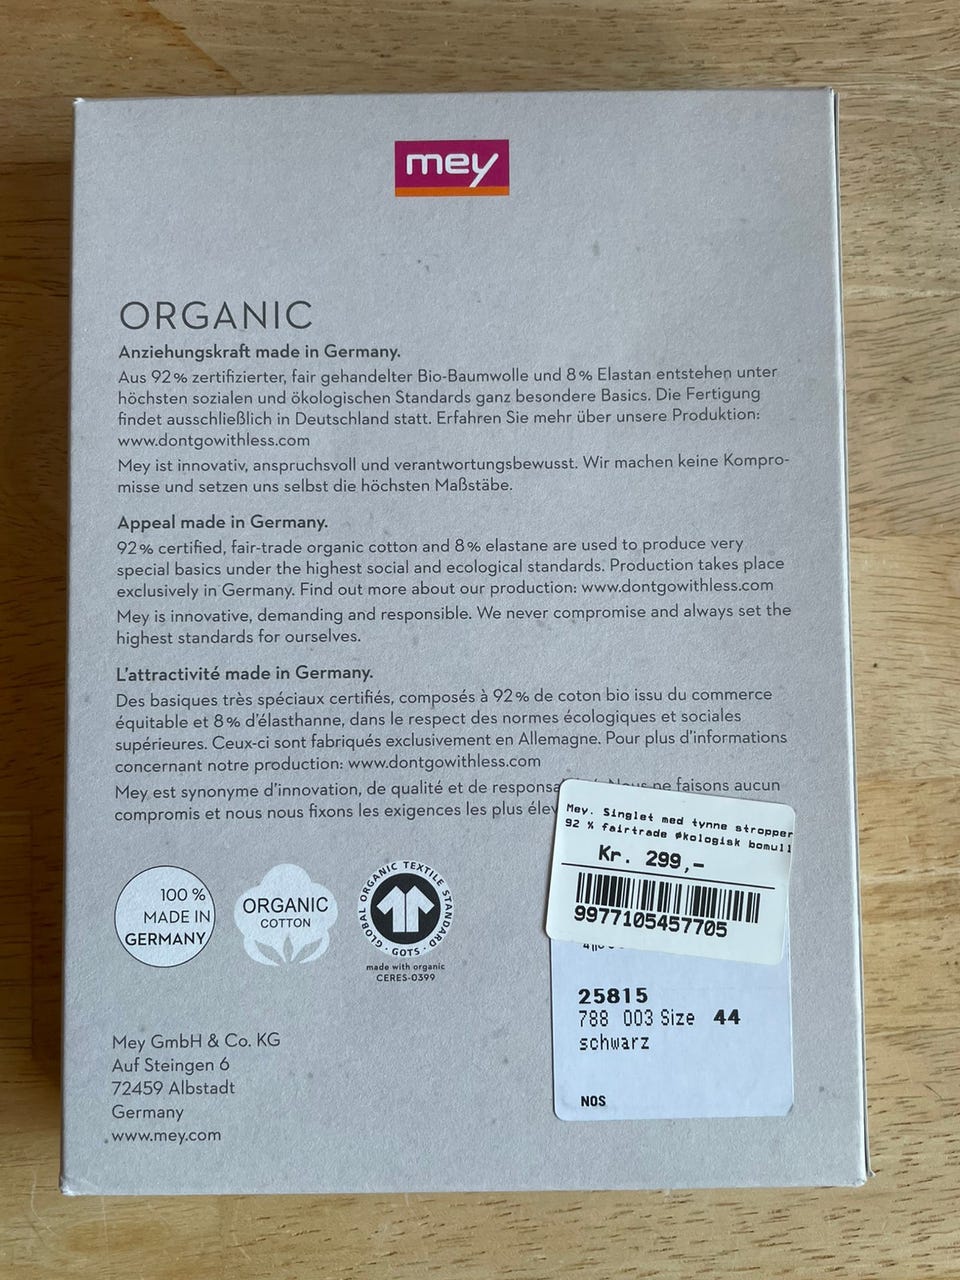 mey
ORGANIC
Anziehungskraft made in Germany.
Aus 92 % zertifizierter, fair gehandelter Bio-Baumwolle und 8 % Elastan entstehen unter
höchsten sozialen und ökologischen Standards ganz besondere Basics. Die Fertigung
findet ausschließlich in Deutschland statt. Erfahren Sie mehr über unsere Produktion:
www.dontgowithless.com
Mey ist innovativ, anspruchsvoll und verantwortungsbewusst. Wir machen keine Kompro-
misse und setzen uns selbst die höchsten Maßstäbe.
Appeal made in Germany.
92 % certified, fair-trade organic cotton and 8 % elastane are used to produce very
special basics under the highest social and ecological standards. Production takes place
exclusively in Germany. Find out more about our production: www.dontgowithless.com
Mey is innovative, demanding and responsible. We never compromise and always set the
highest standards for ourselves.
L'attractivité made in Germany.
Des basiques très spéciaux certifiés, composés à 92 % de coton bio issu du commerce
équitable et 8 % d'élasthanne, dans le respect des normes écologiques et sociales
supérieures. Ceux-ci sont fabriqués exclusivement en Allemagne. Pour plus d'informations
concernant notre production: www.dontgowithless.com
Mey est synonyme d'innovation, de qualité et de ne faisons aucun
compromis et nous nous fixons les exigences les plus
100 %
MADE IN
GERMANY
ORGANIC
COTTON
GLOBAL ORGANIC TEXTILE STANDARD
· GOTS ·
made with organic
CERES-0399
Mey. Singlet med tynne stropper
92 % fairtrade økologisk bomull
Kr. 299,-
9977105457705
25815
788 003 Size 44
schwarz
NOS
Mey GmbH & Co. KG
Auf Steingen 6
72459 Albstadt
Germany
www.mey.com